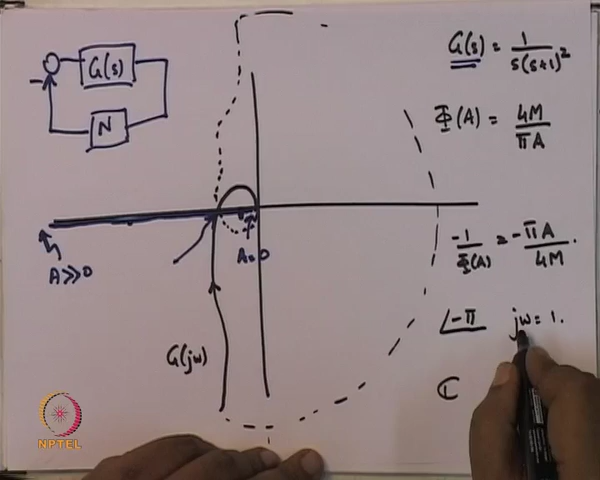 G(s)
N
G(s) = 1/s(s+1)²
Φ(A) = 4M/πA
-1/Φ(A) = -πA/4M.
A≫0
A=0
∠-π jω = 1.
G(jω)
C
NPTEL